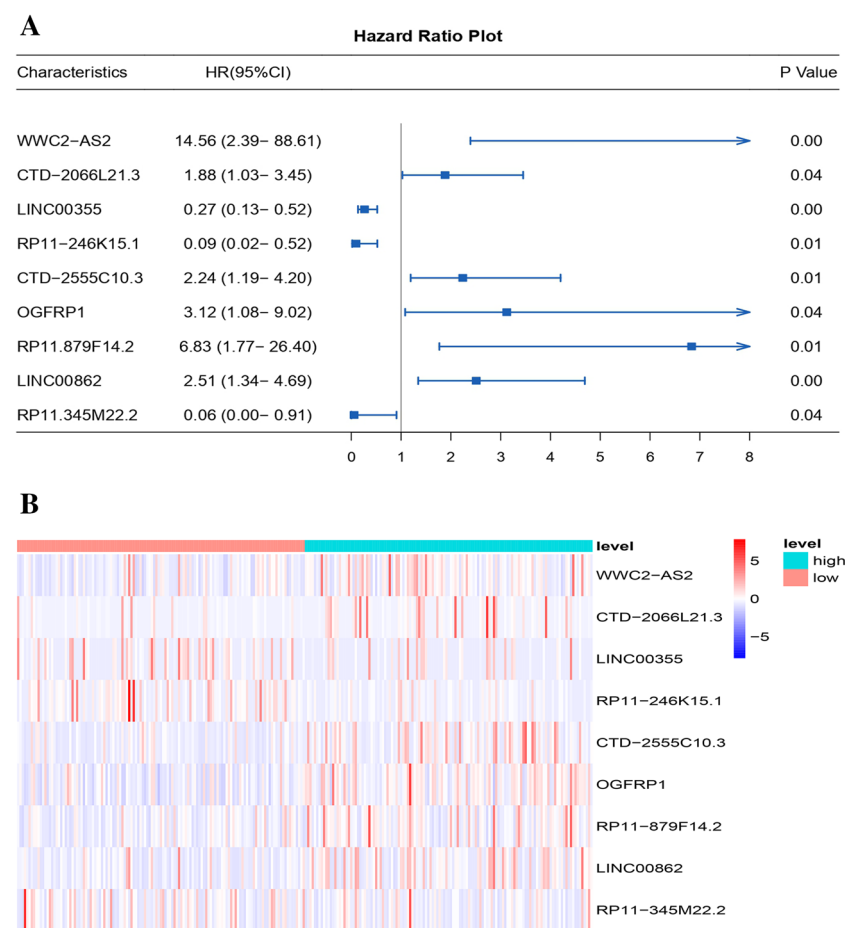 A
Hazard Ratio Plot
Characteristics HR(95%CI) P Value
WWC2−AS2 14.56 (2.39− 88.61) 0.00
CTD−2066L21.3 1.88 (1.03− 3.45) 0.04
LINC00355 0.27 (0.13− 0.52) 0.00
RP11−246K15.1 0.09 (0.02− 0.52) 0.01
CTD−2555C10.3 2.24 (1.19− 4.20) 0.01
OGFRP1 3.12 (1.08− 9.02) 0.04
RP11.879F14.2 6.83 (1.77− 26.40) 0.01
LINC00862 2.51 (1.34− 4.69) 0.00
RP11.345M22.2 0.06 (0.00− 0.91) 0.04
0 1 2 3 4 5 6 7 8
B
level
WWC2−AS2
CTD−2066L21.3
LINC00355
RP11−246K15.1
CTD−2555C10.3
OGFRP1
RP11−879F14.2
LINC00862
RP11−345M22.2
5
0
−5
level
high
low